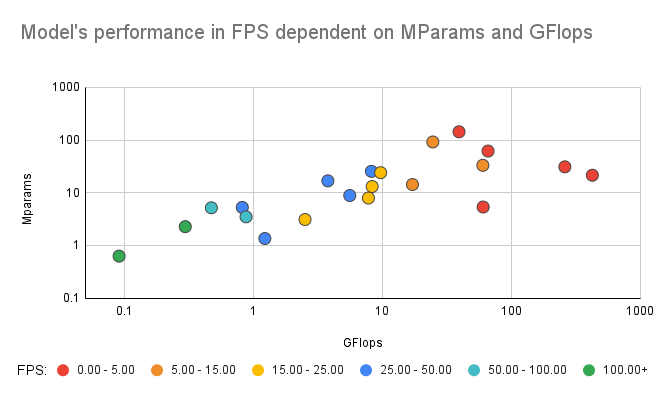 Model's performance in FPS dependent on MParams and GFlops
1000
100
10
1
0.1
Mparams
0.1 1 10 100 1000
GFlops
FPS: 0.00 - 5.00 5.00 - 15.00 15.00 - 25.00 25.00 - 50.00 50.00 - 100.00 100.00+